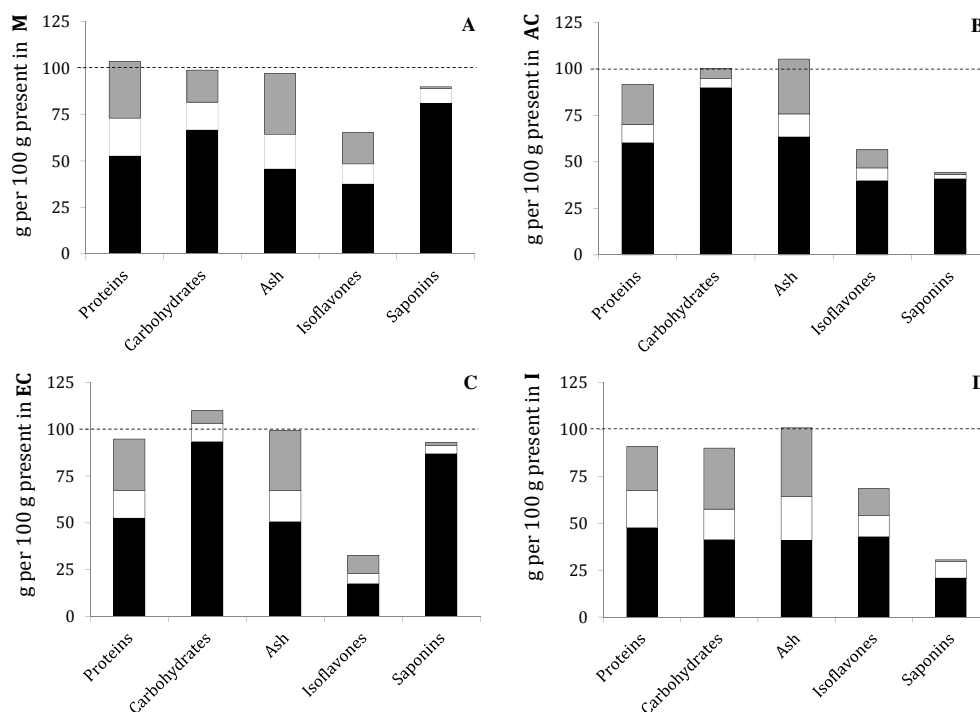 A
g per 100 g present in M
125
100
75
50
25
0
Proteins
Carbohydrates
Ash
Isoflavones
Saponins
B
g per 100 g present in AC
125
100
75
50
25
0
Proteins
Carbohydrates
Ash
Isoflavones
Saponins
C
g per 100 g present in EC
125
100
75
50
25
0
Proteins
Carbohydrates
Ash
Isoflavones
Saponins
D
g per 100 g present in I
125
100
75
50
25
0
Proteins
Carbohydrates
Ash
Isoflavones
Saponins